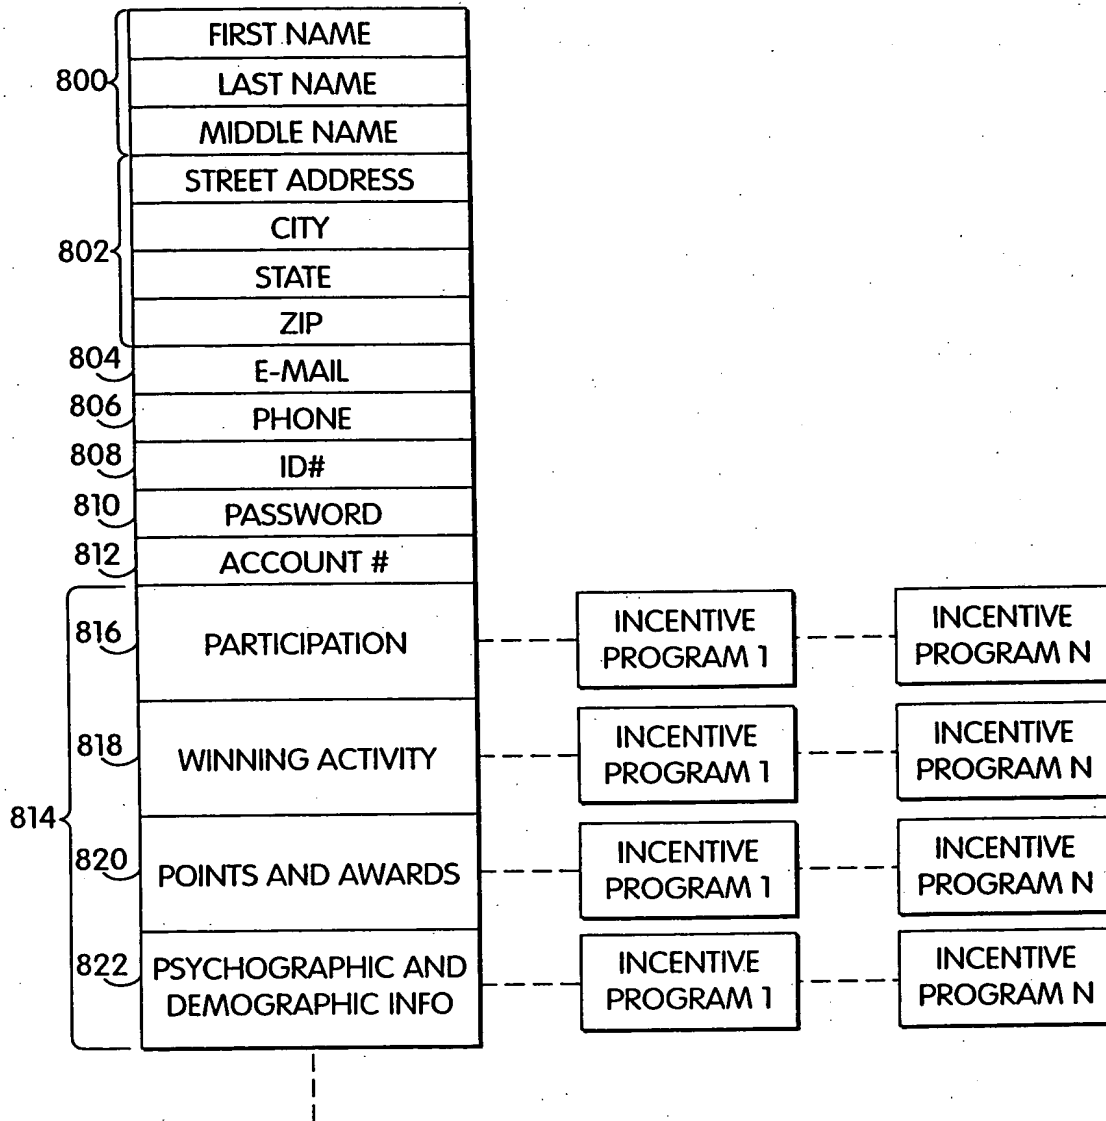 FIRST NAME
800
LAST NAME
MIDDLE NAME
STREET ADDRESS
CITY
802
STATE
ZIP
804
E-MAIL
806
PHONE
808
ID#
810
PASSWORD
812
ACCOUNT #
816
PARTICIPATION
INCENTIVE
PROGRAM 1
INCENTIVE
PROGRAM N
818
WINNING ACTIVITY
INCENTIVE
PROGRAM 1
INCENTIVE
PROGRAM N
814
820
POINTS AND AWARDS
INCENTIVE
PROGRAM 1
INCENTIVE
PROGRAM N
822
PSYCHOGRAPHIC AND
DEMOGRAPHIC INFO
INCENTIVE
PROGRAM 1
INCENTIVE
PROGRAM N